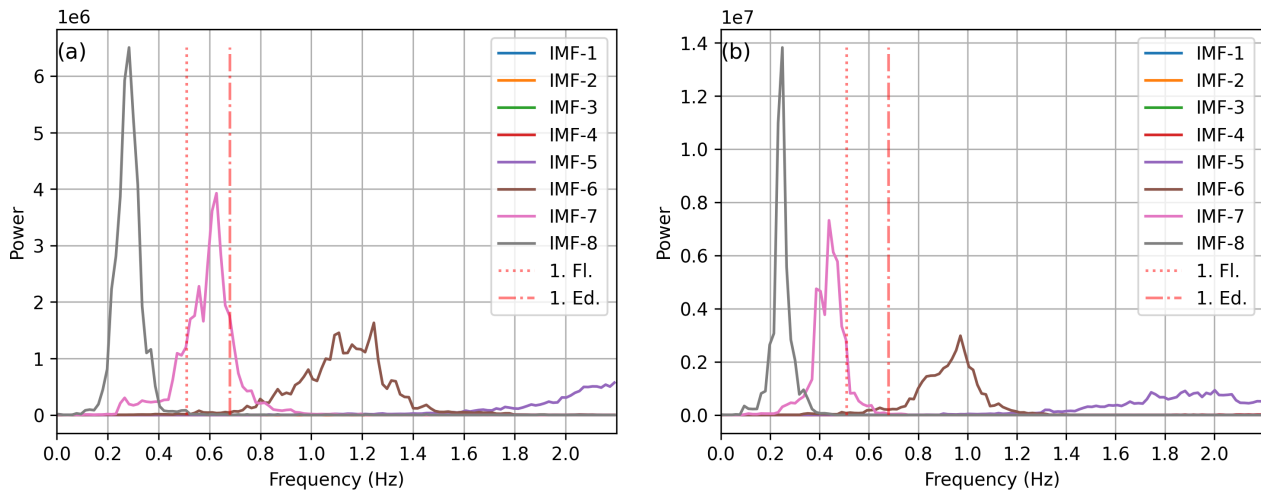 1e6
(a)
6
5
4
3
2
1
0
Power
0.0 0.2 0.4 0.6 0.8 1.0 1.2 1.4 1.6 1.8 2.0
Frequency (Hz)
IMF-1
IMF-2
IMF-3
IMF-4
IMF-5
IMF-6
IMF-7
IMF-8
1. Fl.
1. Ed.
1e7
(b)
1.4
1.2
1.0
0.8
0.6
0.4
0.2
0.0
Power
0.0 0.2 0.4 0.6 0.8 1.0 1.2 1.4 1.6 1.8 2.0
Frequency (Hz)
IMF-1
IMF-2
IMF-3
IMF-4
IMF-5
IMF-6
IMF-7
IMF-8
1. Fl.
1. Ed.